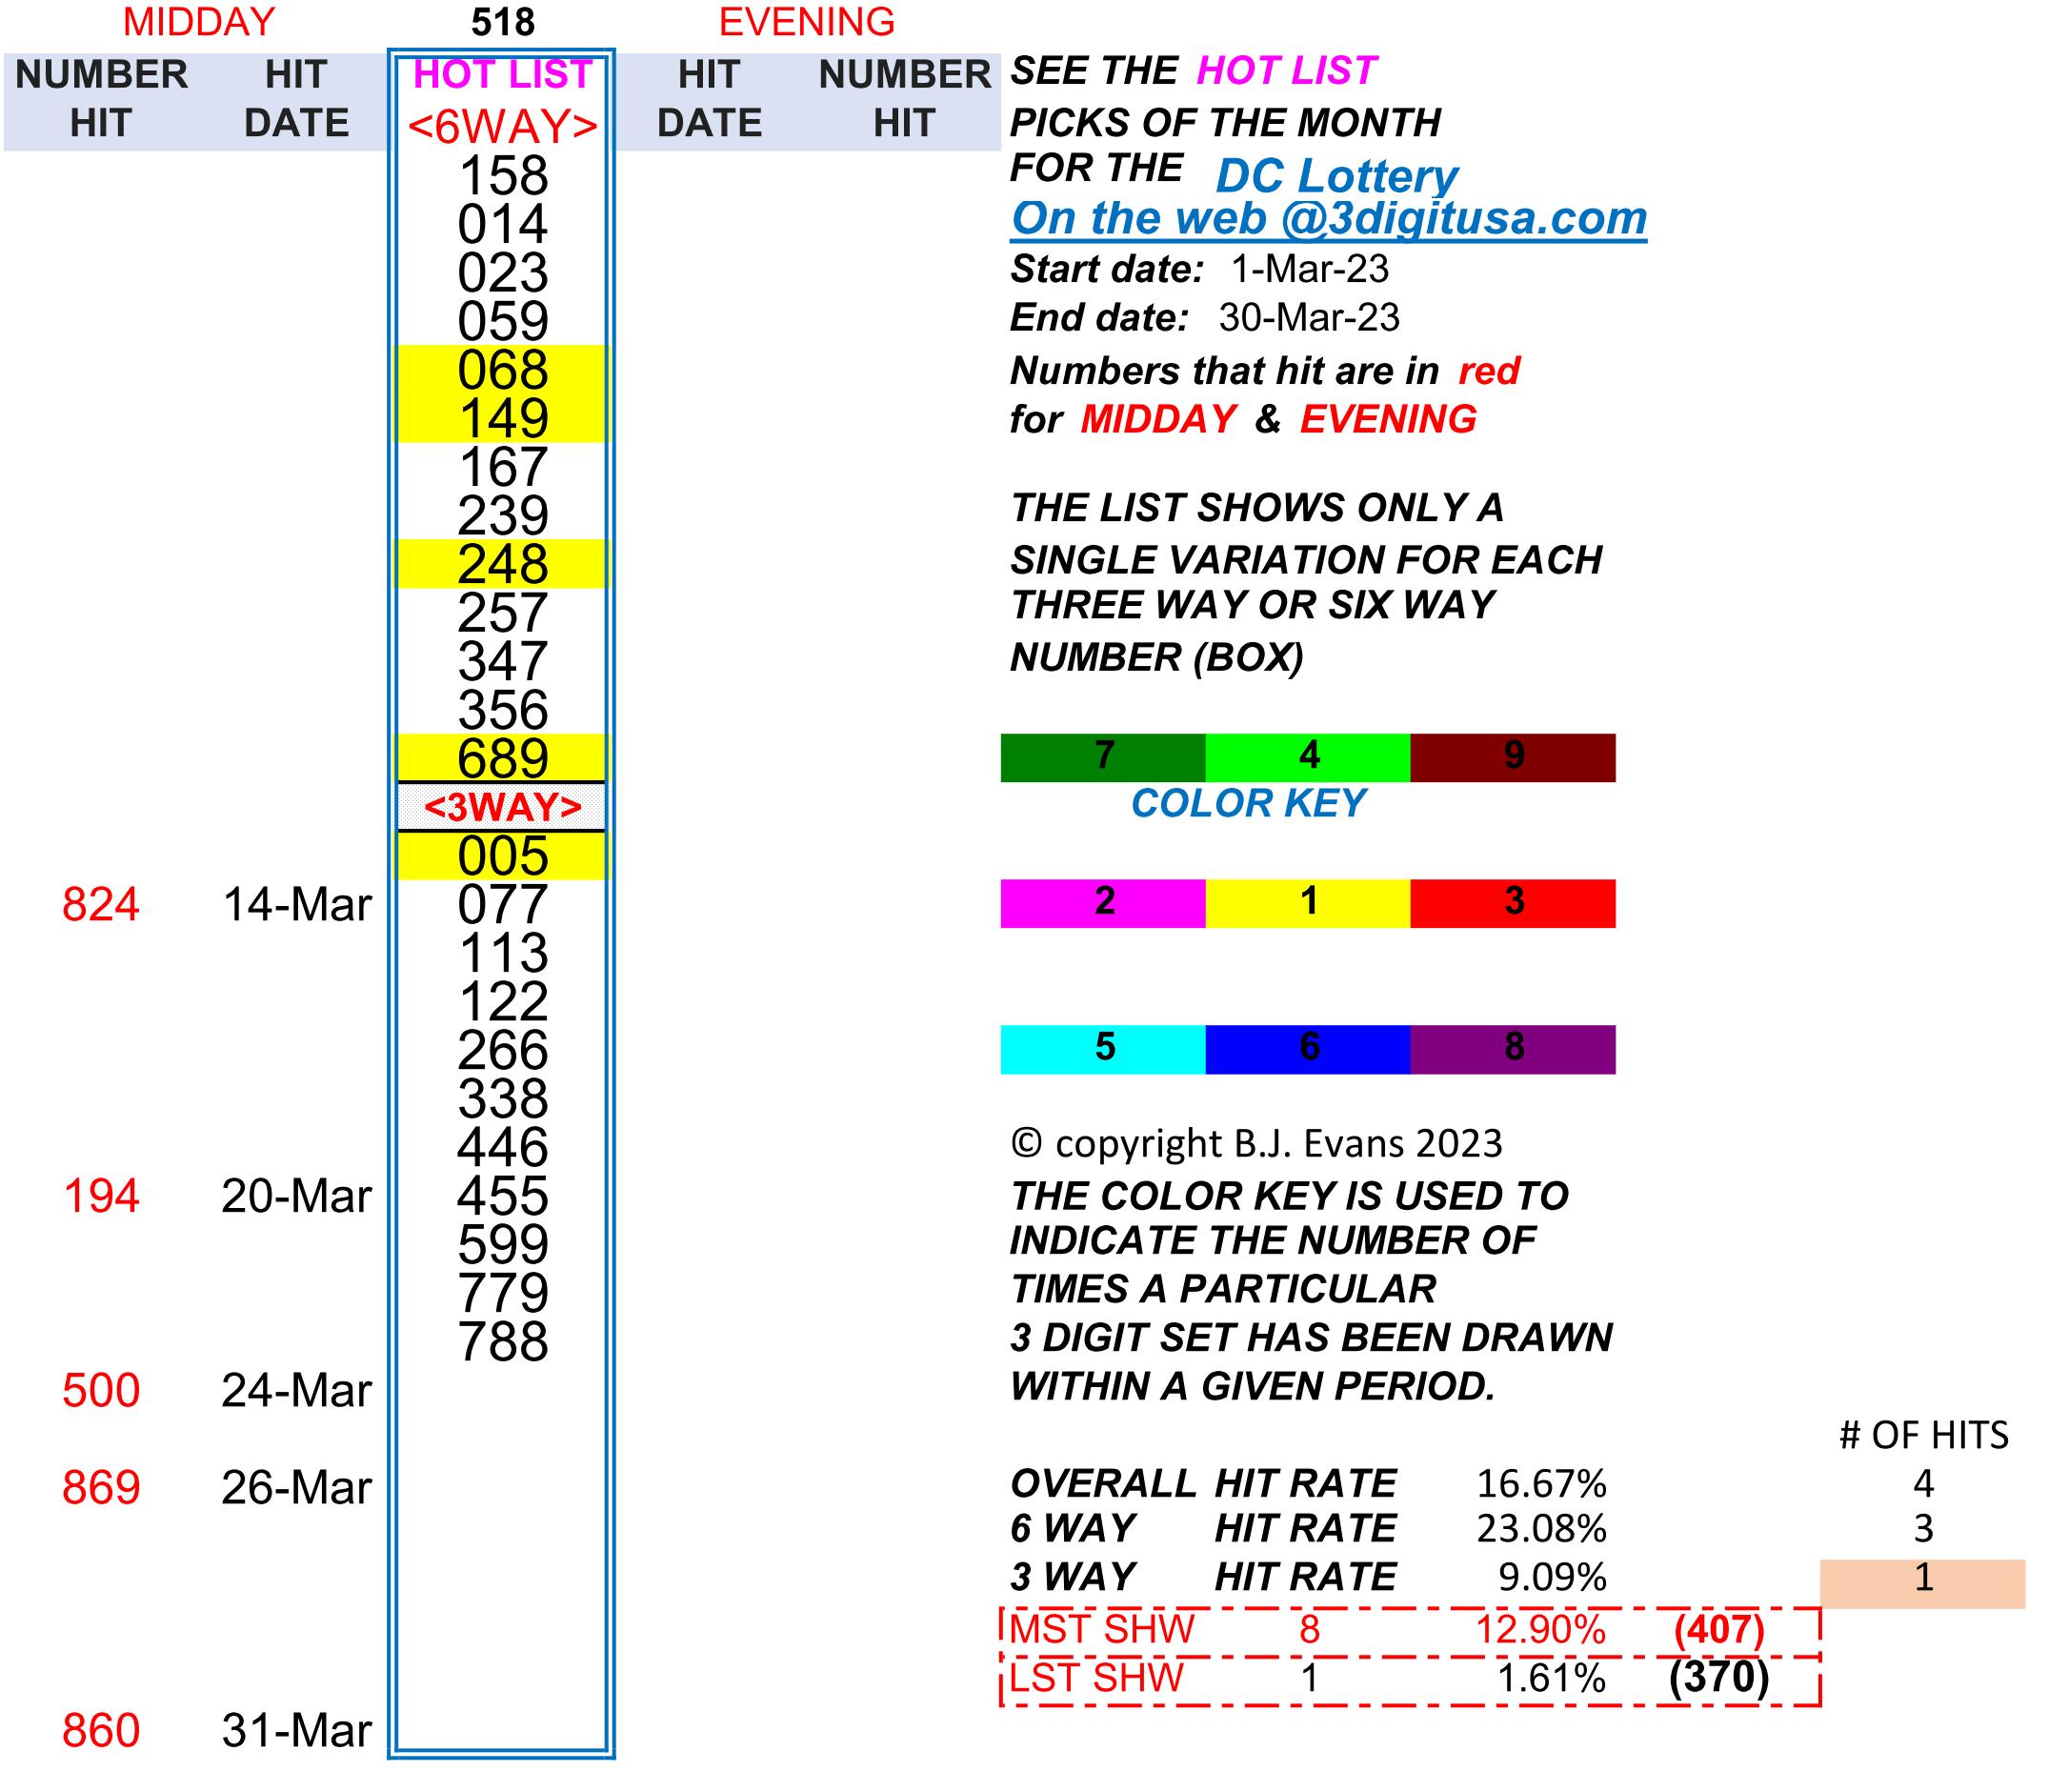 MIDDAY 518 EVENING
NUMBER HIT HOT LIST HIT NUMBER SEE THE HOT LIST
HIT DATE <6WAY> DATE HIT PICKS OF THE MONTH
158 FOR THE DC Lottery
014 On the web @3digitusa.com
023 Start date: 1-Mar-23
059 End date: 30-Mar-23
068 Numbers that hit are in red
149 for MIDDAY & EVENING
167
239 THE LIST SHOWS ONLY A
248 SINGLE VARIATION FOR EACH
257 THREE WAY OR SIX WAY
347 NUMBER (BOX)
356
689 7 4 9
<3WAY> COLOR KEY
005
824 14-Mar 077 2 1 3
113
122
266 5 6 8
338
446 © copyright B.J. Evans 2023
194 20-Mar 455 THE COLOR KEY IS USED TO
599 INDICATE THE NUMBER OF
779 TIMES A PARTICULAR
788 3 DIGIT SET HAS BEEN DRAWN
500 24-Mar WITHIN A GIVEN PERIOD.
# OF HITS
869 26-Mar OVERALL HIT RATE 16.67% 4
6 WAY HIT RATE 23.08% 3
3 WAY HIT RATE 9.09% 1
MST SHW 8 12.90% (407)
LST SHW 1 1.61% (370)
860 31-Mar